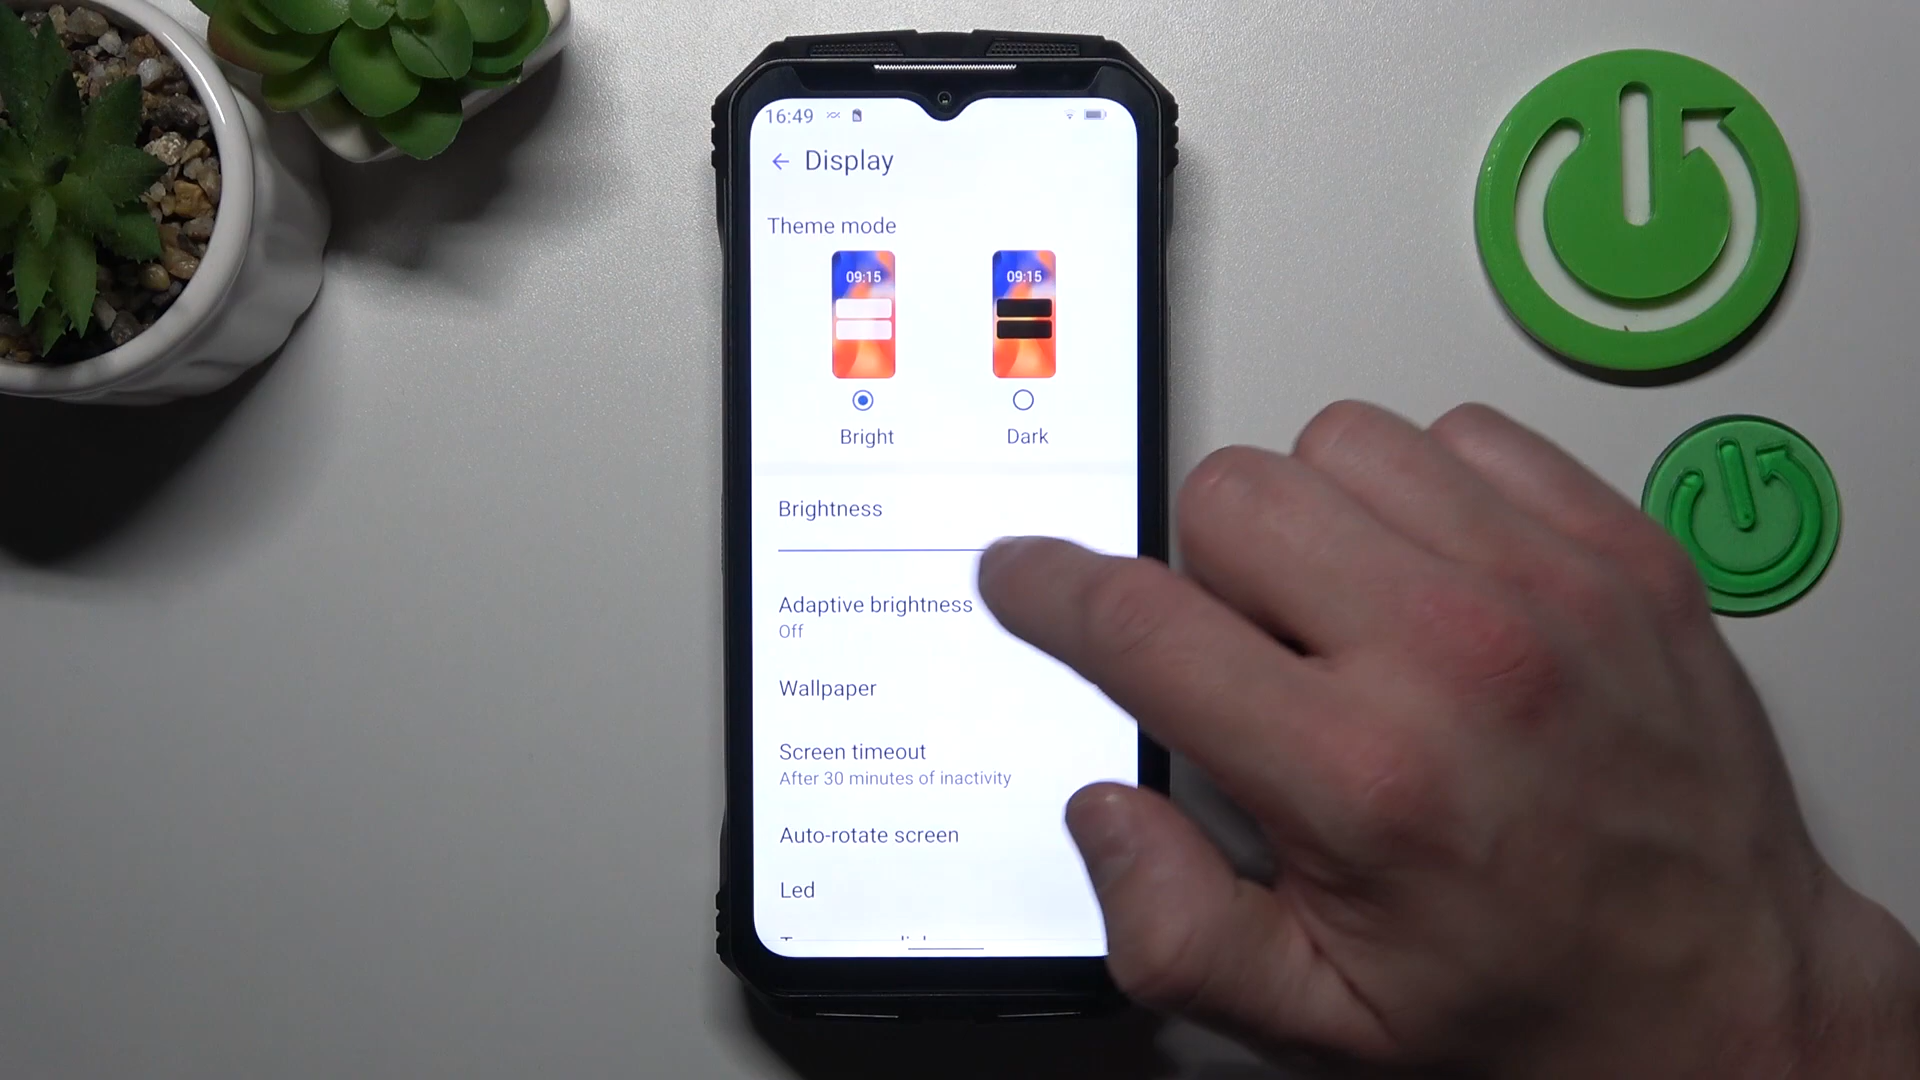 16:49
Display
Theme mode
09:15
09:15
Bright
Dark
Brightness
Adaptive brightness
Off
Wallpaper
Screen timeout
After 30 minutes of inactivity
Auto-rotate screen
Led